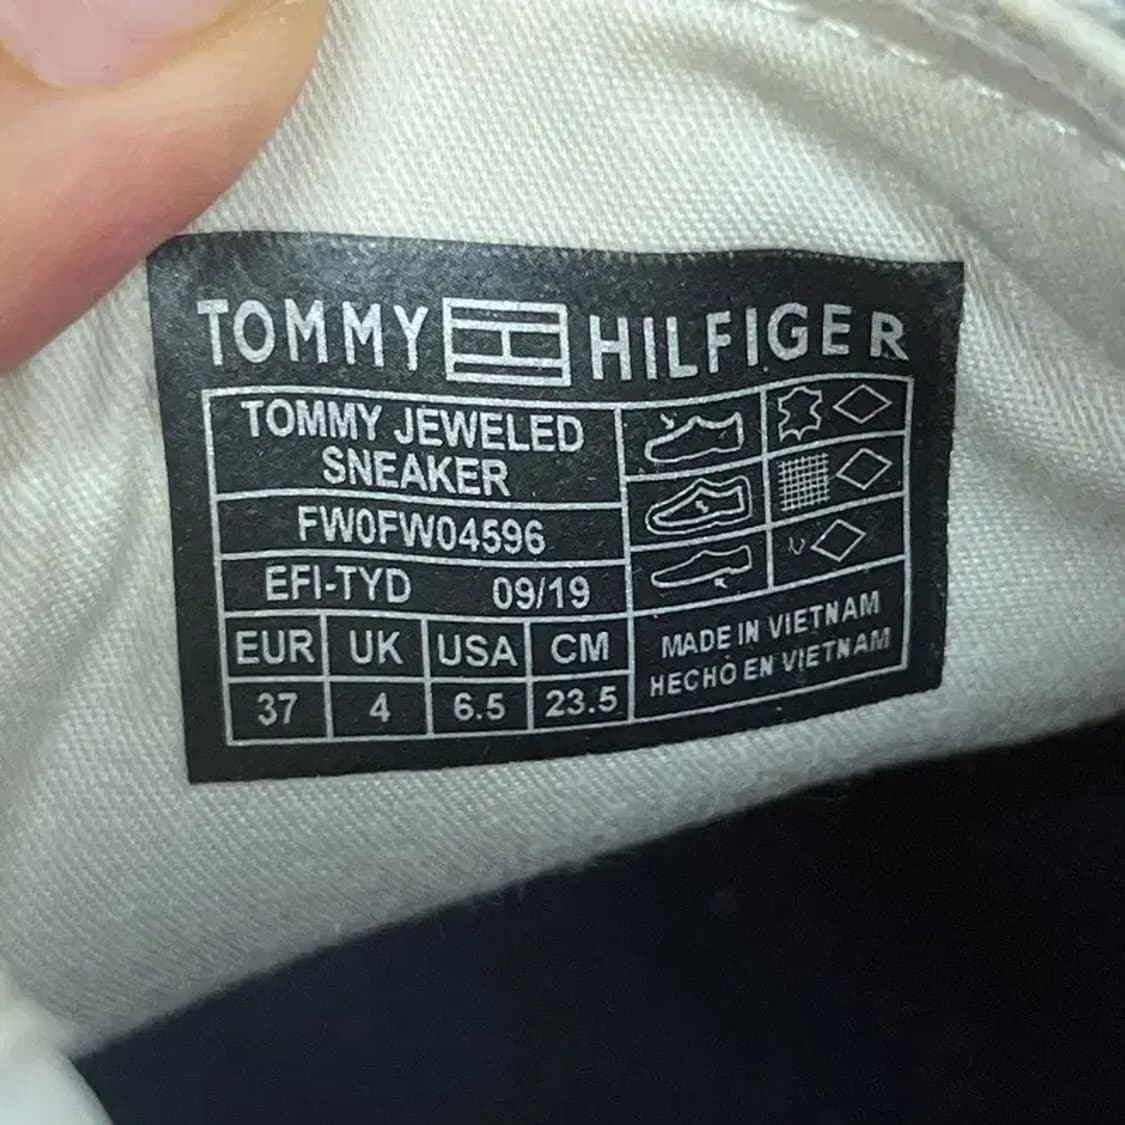 TOMMY HILFIGER
TOMMY JEWELED
SNEAKER
FW0FW04596
EFI-TYD 09/19
EUR UK USA CM
37 4 6.5 23.5
MADE IN VIETNAM
HECHO EN VIETNAM